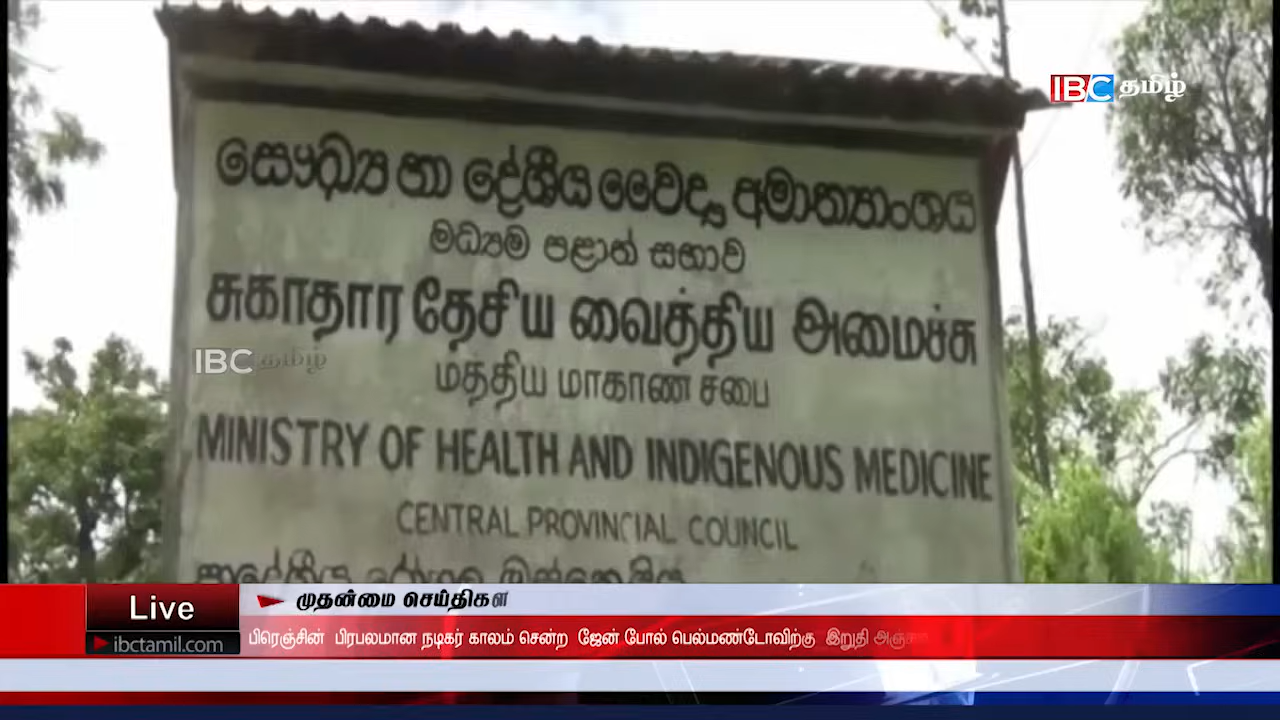 IBC தமிழ்
සෞඛ්‍ය හා දේශීය වෛද්‍ය අමාත්‍යාංශය
මධ්‍යම පළාත් සභාව
சுகாதார தேசிய வைத்திய அமைச்சு
IBC தமிழ்
மத்திய மாகாண சபை
MINISTRY OF HEALTH AND INDIGENOUS MEDICINE
CENTRAL PROVINCIAL COUNCIL
ප්‍රාදේශීය රෝහල
Live
முதன்மை செய்திகள்
ibctamil.com
பிரெஞ்சின் பிரபலமான நடிகர் காலம் சென்ற ஜேன் போல் பெல்மண்டோவிற்கு இறுதி